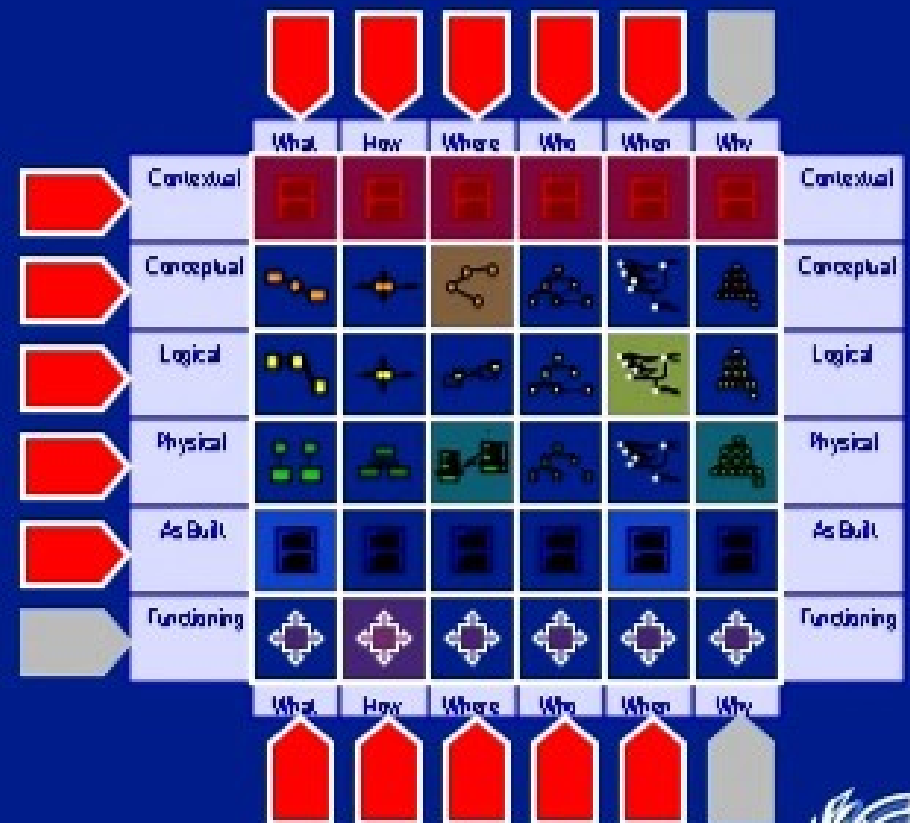 What How Where Who When Why
Contextual Contextual
Conceptual Conceptual
Logical Logical
Physical Physical
As Built As Built
Functioning Functioning
What How Where Who When Why